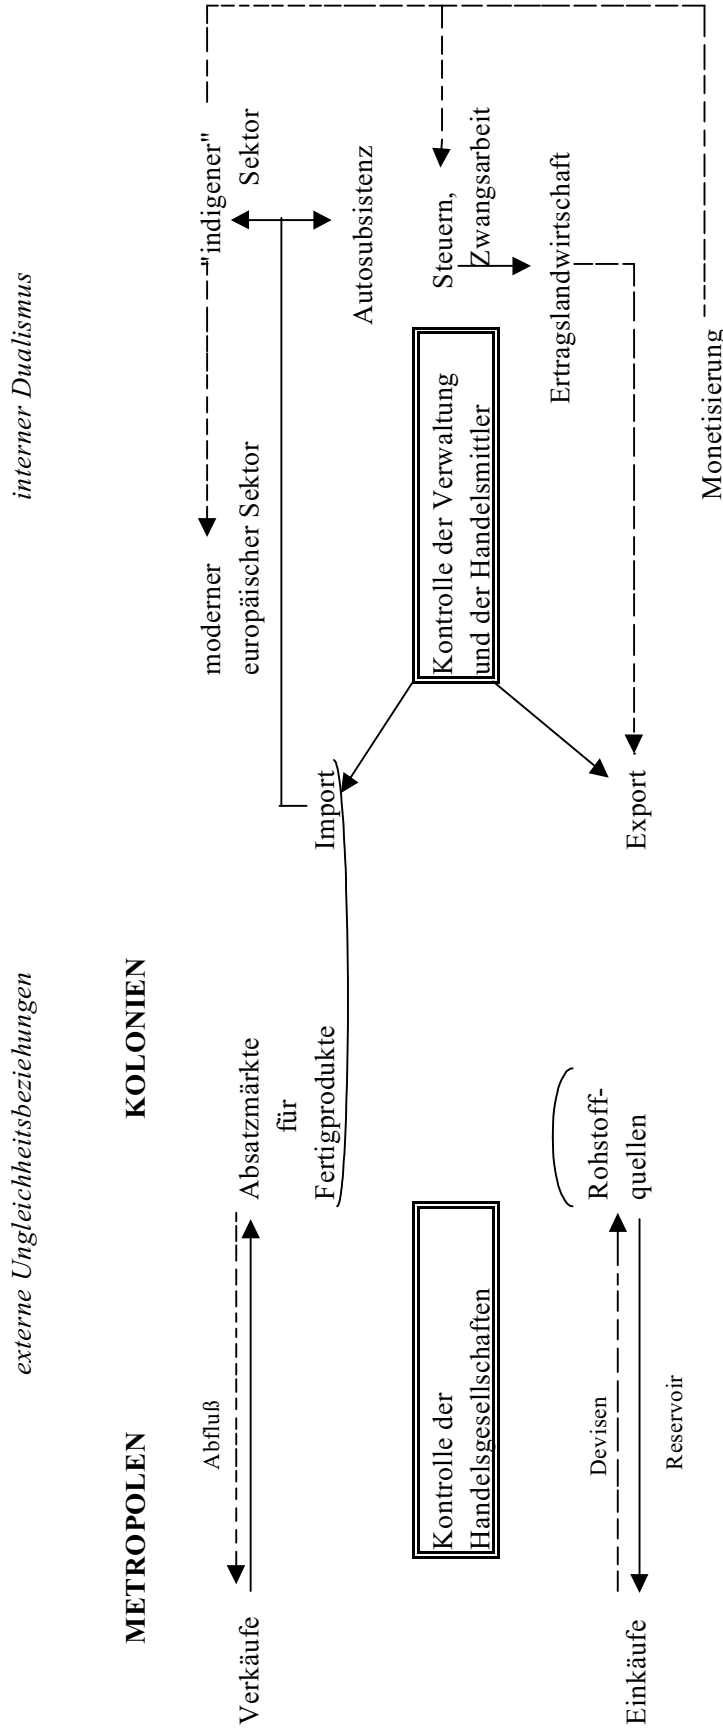 externe Ungleichheitsbeziehungen
interner Dualismus
METROPOLEN
KOLONIEN
Verkäufe
Abfluß
Absatzmärkte
für
Fertigprodukte
Import
moderner
europäischer Sektor
"indigener"
Sektor
Autosubsistenz
Kontrolle der
Handelsgesellschaften
Kontrolle der Verwaltung
und der Handelsmittler
Steuern,
Zwangsarbeit
Ertragslandwirtschaft
Einkäufe
Devisen
Reservoir
Rohstoff-
quellen
Export
Monetisierung